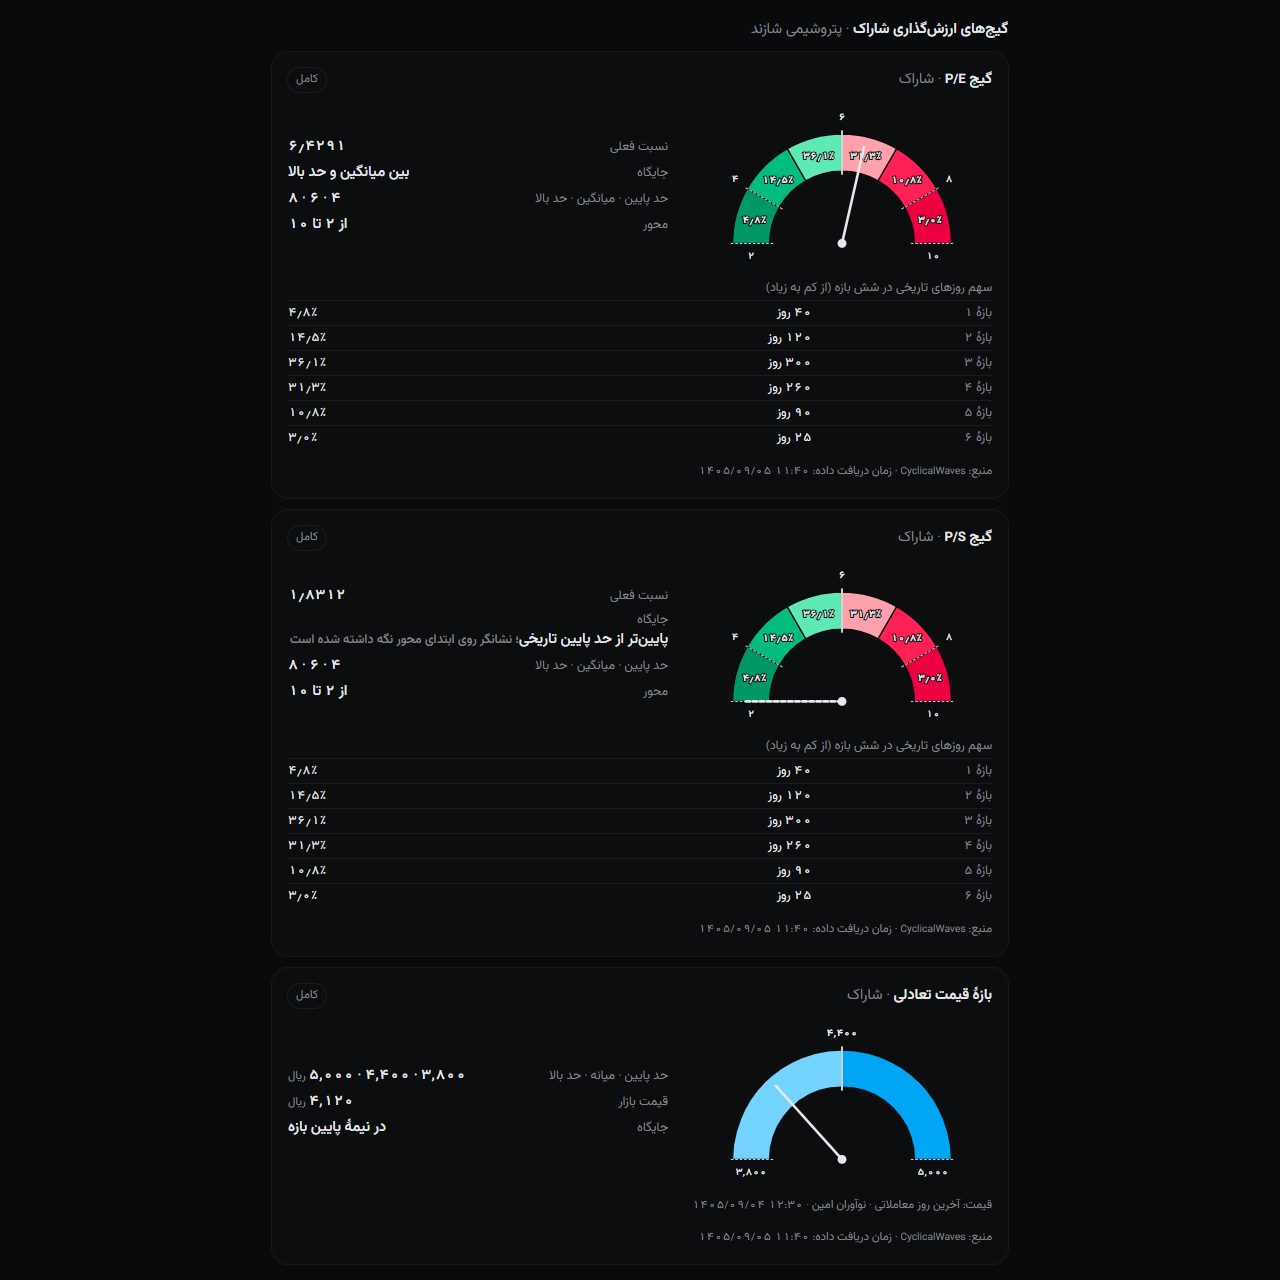 گیج‌های ارزش‌گذاری شاراک · پتروشیمی شازند
گیج P/E · شاراک
کامل
۶
۴
۸
۳۶٫۱٪
۳۱٫۳٪
۱۴٫۵٪
۱۰٫۸٪
۴٫۸٪
۳٫۰٪
۲
۱۰
نسبت فعلی
۶٫۴۲۹۱
جایگاه
بین میانگین و حد بالا
حد پایین · میانگین · حد بالا
۴ · ۶ · ۸
محور
از ۲ تا ۱۰
سهم روزهای تاریخی در شش بازه (از کم به زیاد)
بازهٔ ۱ ۴۰ روز ۴٫۸٪
بازهٔ ۲ ۱۲۰ روز ۱۴٫۵٪
بازهٔ ۳ ۳۰۰ روز ۳۶٫۱٪
بازهٔ ۴ ۲۶۰ روز ۳۱٫۳٪
بازهٔ ۵ ۹۰ روز ۱۰٫۸٪
بازهٔ ۶ ۲۵ روز ۳٫۰٪
منبع: CyclicalWaves · زمان دریافت داده: ۱۴۰۵/۰۹/۰۵ ۱۱:۴۰
گیج P/S · شاراک
کامل
۶
۴
۸
۳۶٫۱٪
۳۱٫۳٪
۱۴٫۵٪
۱۰٫۸٪
۴٫۸٪
۳٫۰٪
۲
۱۰
نسبت فعلی
۱٫۸۳۱۲
جایگاه
پایین‌تر از حد پایین تاریخی؛ نشانگر روی ابتدای محور نگه داشته شده است
حد پایین · میانگین · حد بالا
۴ · ۶ · ۸
محور
از ۲ تا ۱۰
سهم روزهای تاریخی در شش بازه (از کم به زیاد)
بازهٔ ۱ ۴۰ روز ۴٫۸٪
بازهٔ ۲ ۱۲۰ روز ۱۴٫۵٪
بازهٔ ۳ ۳۰۰ روز ۳۶٫۱٪
بازهٔ ۴ ۲۶۰ روز ۳۱٫۳٪
بازهٔ ۵ ۹۰ روز ۱۰٫۸٪
بازهٔ ۶ ۲۵ روز ۳٫۰٪
منبع: CyclicalWaves · زمان دریافت داده: ۱۴۰۵/۰۹/۰۵ ۱۱:۴۰
بازهٔ قیمت تعادلی · شاراک
کامل
۴,۴۰۰
۳,۸۰۰
۵,۰۰۰
حد پایین · میانه · حد بالا
۳,۸۰۰ · ۴,۴۰۰ · ۵,۰۰۰ ریال
قیمت بازار
۴,۱۲۰ ریال
جایگاه
در نیمهٔ پایین بازه
قیمت: آخرین روز معاملاتی · نوآوران امین · ۱۴۰۵/۰۹/۰۴ ۱۲:۳۰
منبع: CyclicalWaves · زمان دریافت داده: ۱۴۰۵/۰۹/۰۵ ۱۱:۴۰